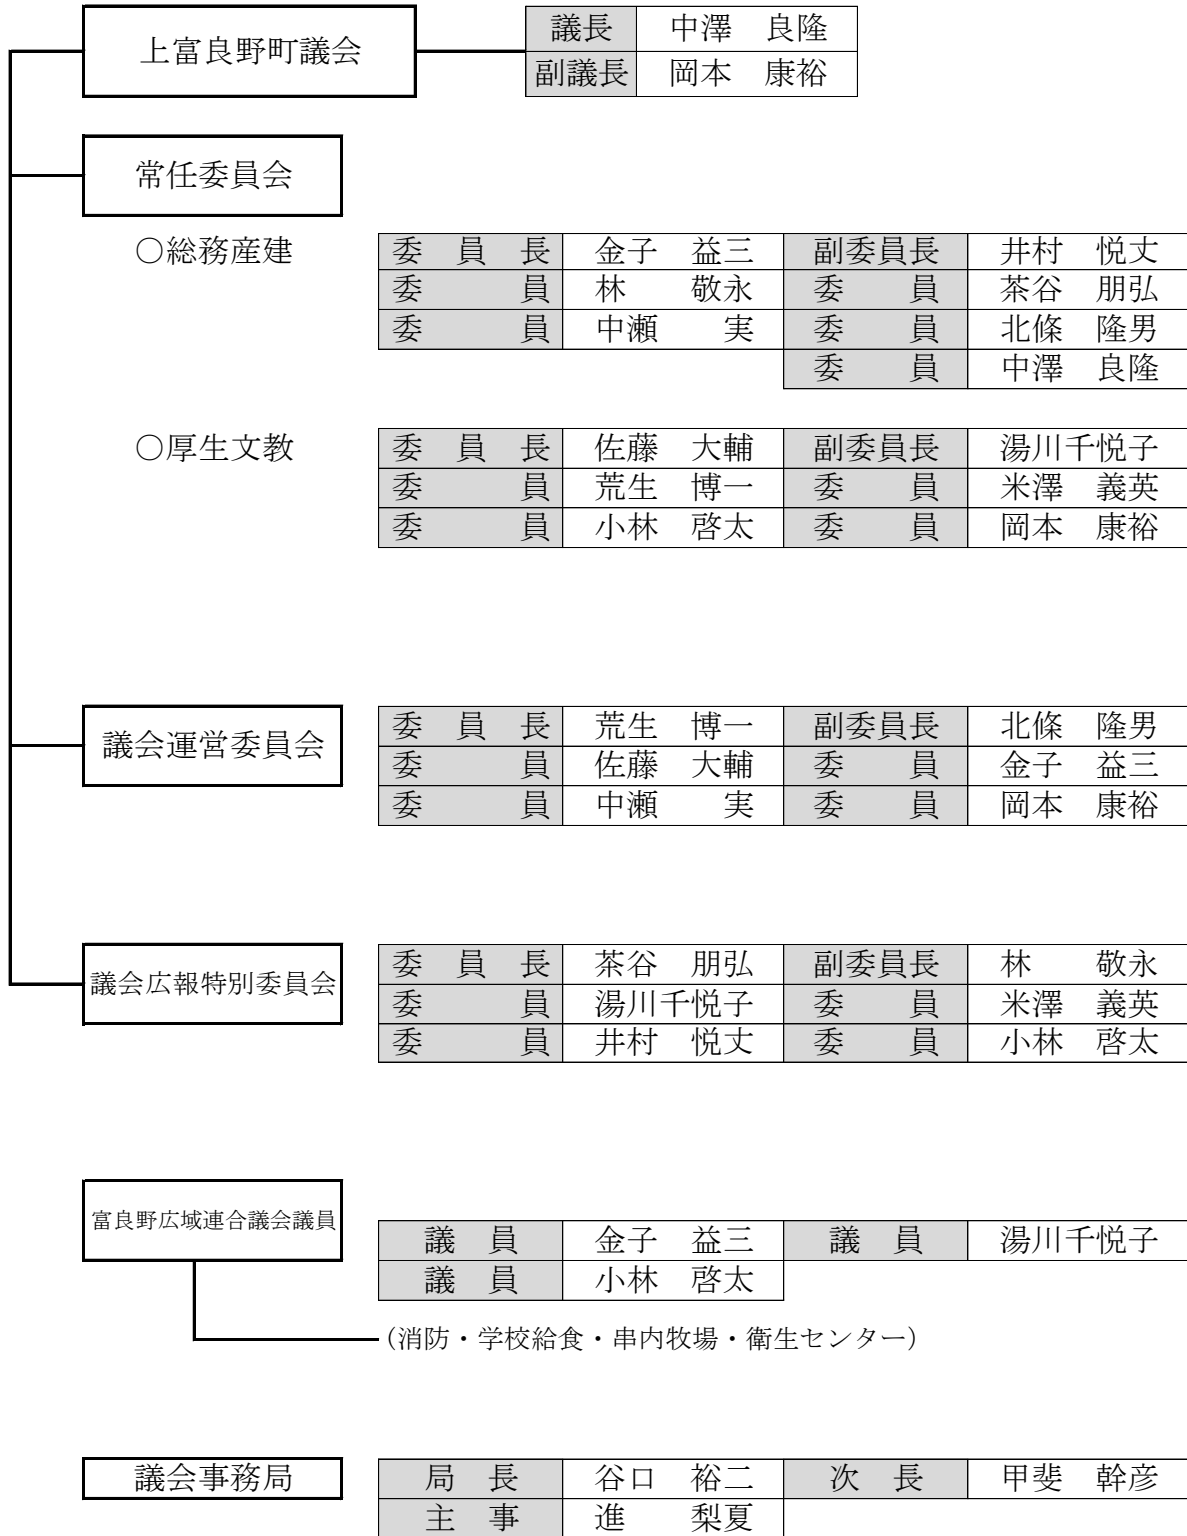 上富良野町議会 議長 中澤 良隆
副議長 岡本 康裕
常任委員会
○総務産建 委員長 金子 益三 副委員長 井村 悦丈
委員 林 敬永 委員 茶谷 朋弘
委員 中瀬 実 委員 北條 隆男
委員 中澤 良隆
○厚生文教 委員長 佐藤 大輔 副委員長 湯川千悦子
委員 荒生 博一 委員 米澤 義英
委員 小林 啓太 委員 岡本 康裕
議会運営委員会 委員長 荒生 博一 副委員長 北條 隆男
委員 佐藤 大輔 委員 金子 益三
委員 中瀬 実 委員 岡本 康裕
議会広報特別委員会 委員長 茶谷 朋弘 副委員長 林 敬永
委員 湯川千悦子 委員 米澤 義英
委員 井村 悦丈 委員 小林 啓太
富良野広域連合議会議員
議員 金子 益三 議員 湯川千悦子
議員 小林 啓太
(消防・学校給食・串内牧場・衛生センター)
議会事務局 局長 谷口 裕二 次長 甲斐 幹彦
主事 進 梨夏